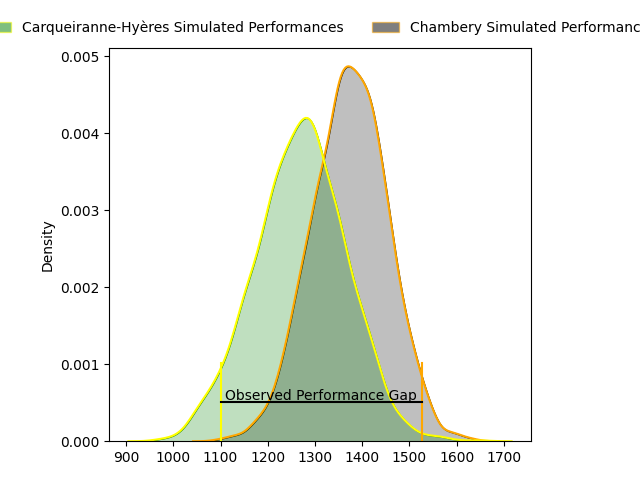 Carqueiranne-Hyères Simulated Performances
Chambery Simulated
0.005
0.004
0.003
0.002
0.001
0.000
Density
Observed Performance Gap
900 1000 1100 1200 1300 1400 1500 1600 1700